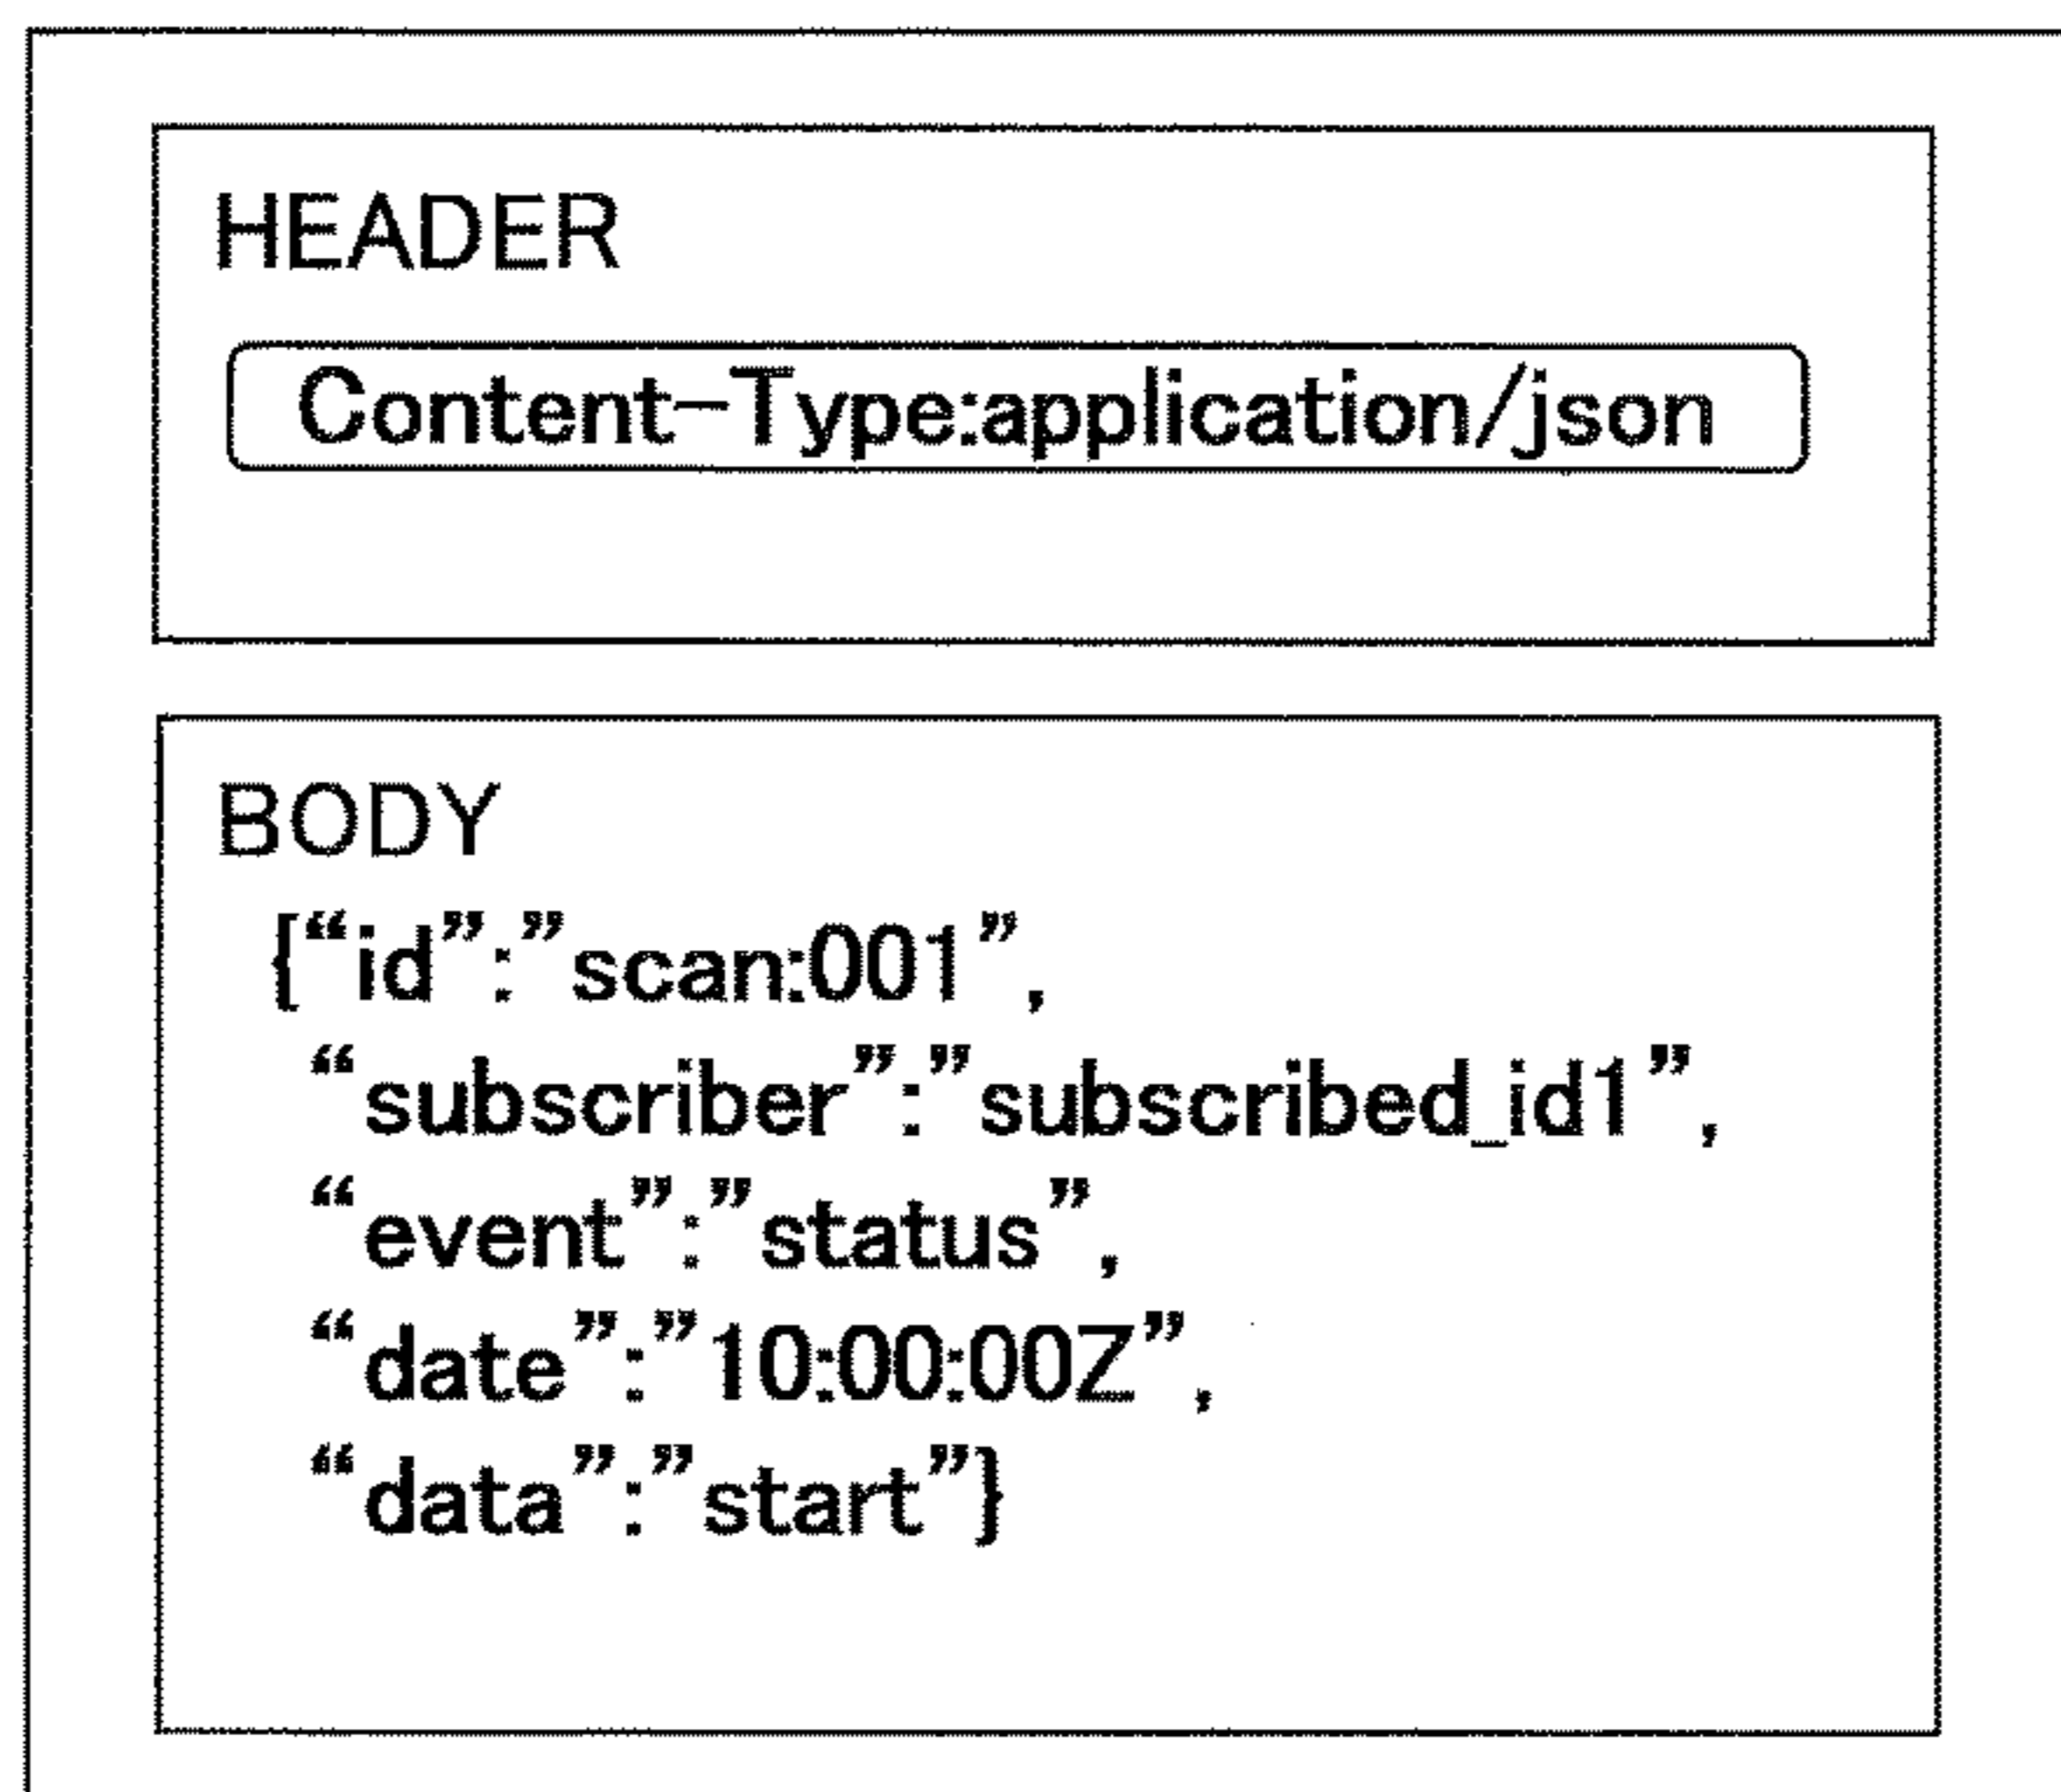 HEADER
Content-Type:application/json
BODY
{“id”:”scan:001”,
“subscriber”:”subscribed_id1”,
“event”:”status”,
“date”:”10:00:00Z”,
“data”:”start”}